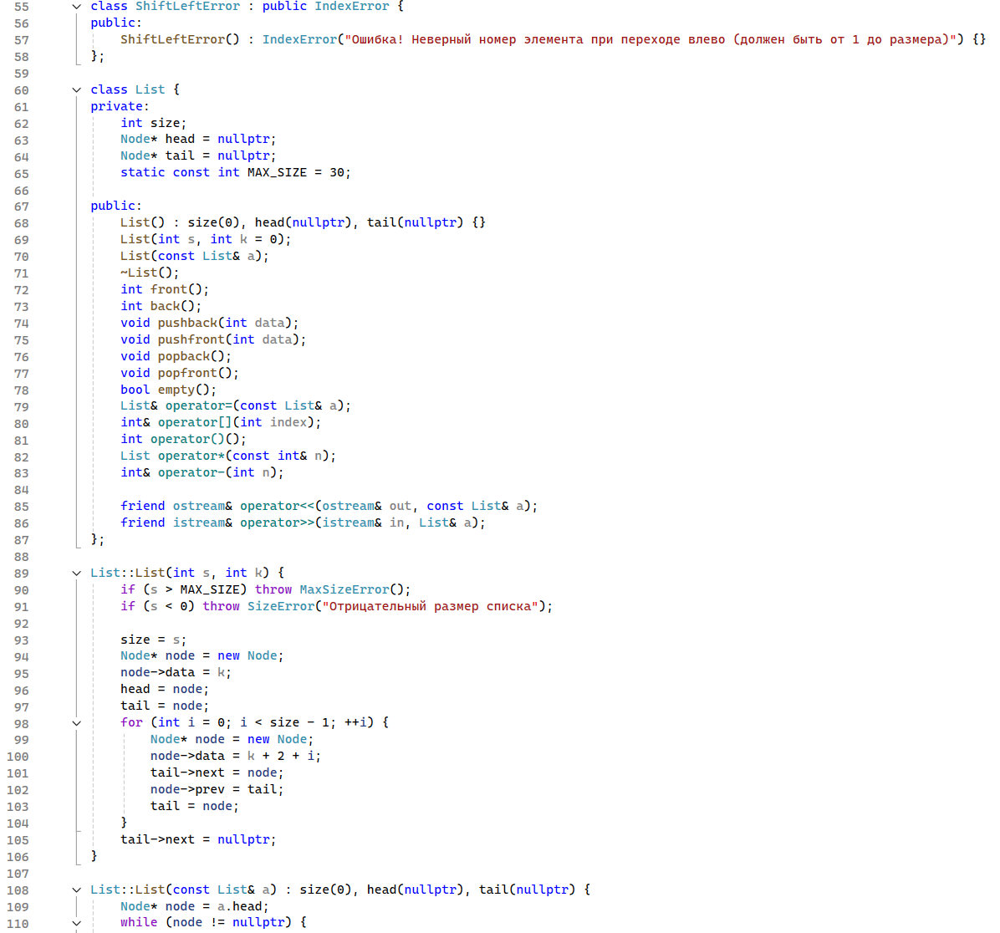 55 class ShiftLeftError : public IndexError {
56 public:
57     ShiftLeftError() : IndexError("Ошибка! Неверный номер элемента при переходе влево (должен быть от 1 до размера)") {}
58 };
59
60 class List {
61 private:
62     int size;
63     Node* head = nullptr;
64     Node* tail = nullptr;
65     static const int MAX_SIZE = 30;
66
67 public:
68     List() : size(0), head(nullptr), tail(nullptr) {}
69     List(int s, int k = 0);
70     List(const List& a);
71     ~List();
72     int front();
73     int back();
74     void pushback(int data);
75     void pushfront(int data);
76     void popback();
77     void popfront();
78     bool empty();
79     List& operator=(const List& a);
80     int& operator[](int index);
81     int operator()();
82     List operator*(const int& n);
83     int& operator-(int n);
84
85     friend ostream& operator<<(ostream& out, const List& a);
86     friend istream& operator>>(istream& in, List& a);
87 };
88
89 List::List(int s, int k) {
90     if (s > MAX_SIZE) throw MaxSizeError();
91     if (s < 0) throw SizeError("Отрицательный размер списка");
92
93     size = s;
94     Node* node = new Node;
95     node->data = k;
96     head = node;
97     tail = node;
98     for (int i = 0; i < size - 1; ++i) {
99         Node* node = new Node;
100         node->data = k + 2 + i;
101         tail->next = node;
102         node->prev = tail;
103         tail = node;
104     }
105     tail->next = nullptr;
106 }
107
108 List::List(const List& a) : size(0), head(nullptr), tail(nullptr) {
109     Node* node = a.head;
110     while (node != nullptr) {